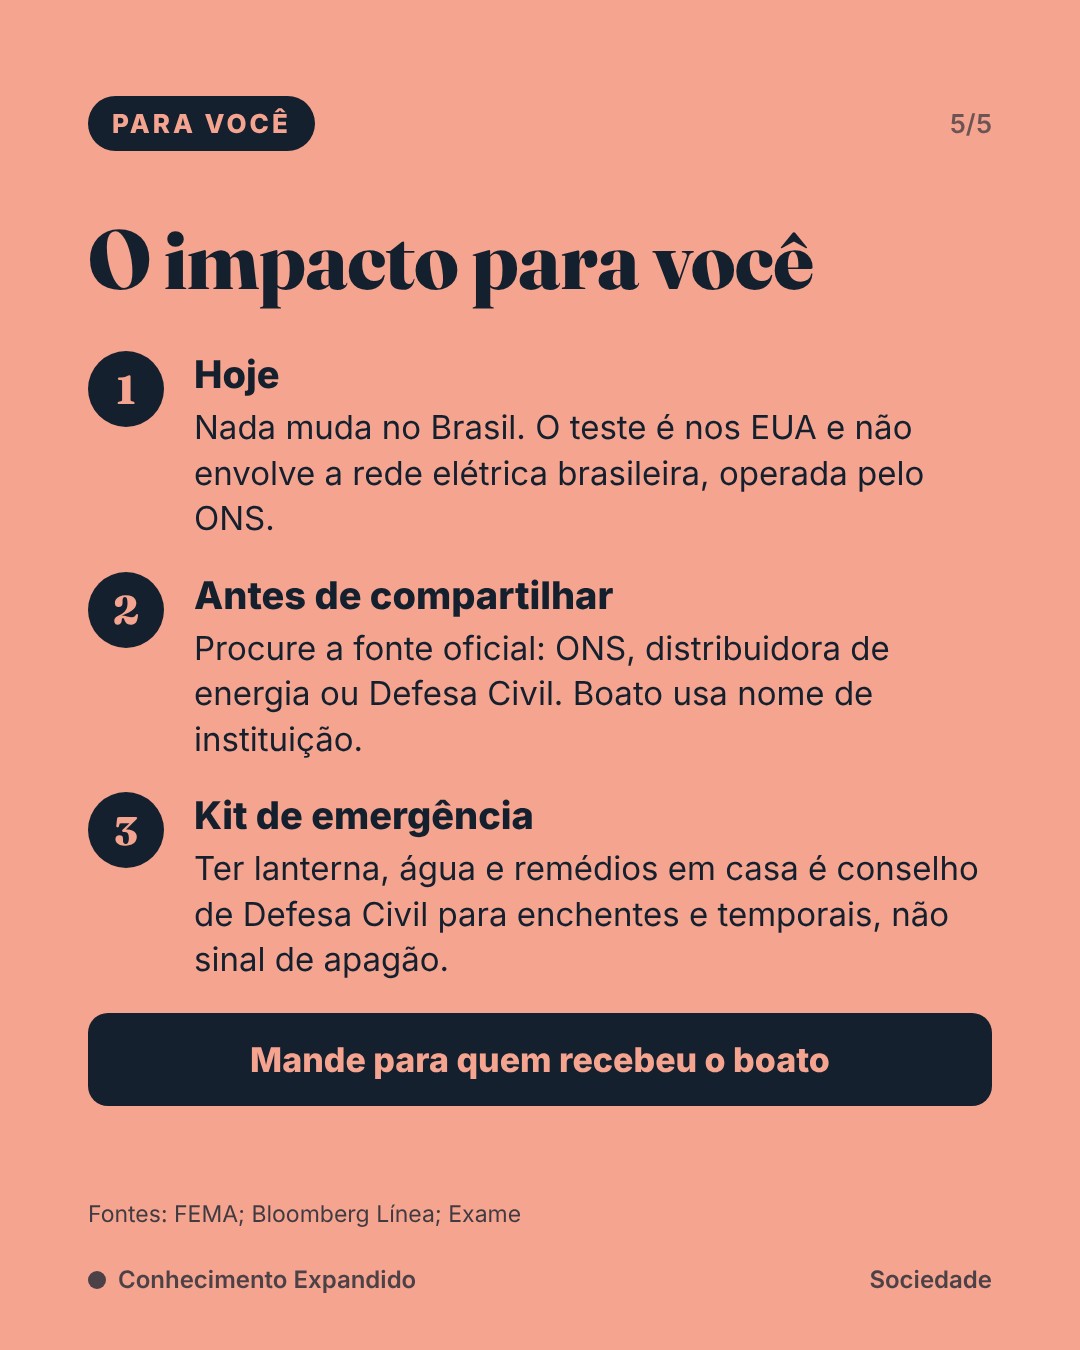 PARA VOCÊ
5/5
O impacto para você
1
Hoje
Nada muda no Brasil. O teste é nos EUA e não
envolve a rede elétrica brasileira, operada pelo
ONS.
2
Antes de compartilhar
Procure a fonte oficial: ONS, distribuidora de
energia ou Defesa Civil. Boato usa nome de
instituição.
3
Kit de emergência
Ter lanterna, água e remédios em casa é conselho
de Defesa Civil para enchentes e temporais, não
sinal de apagão.
Mande para quem recebeu o boato
Fontes: FEMA; Bloomberg Línea; Exame
Conhecimento Expandido
Sociedade